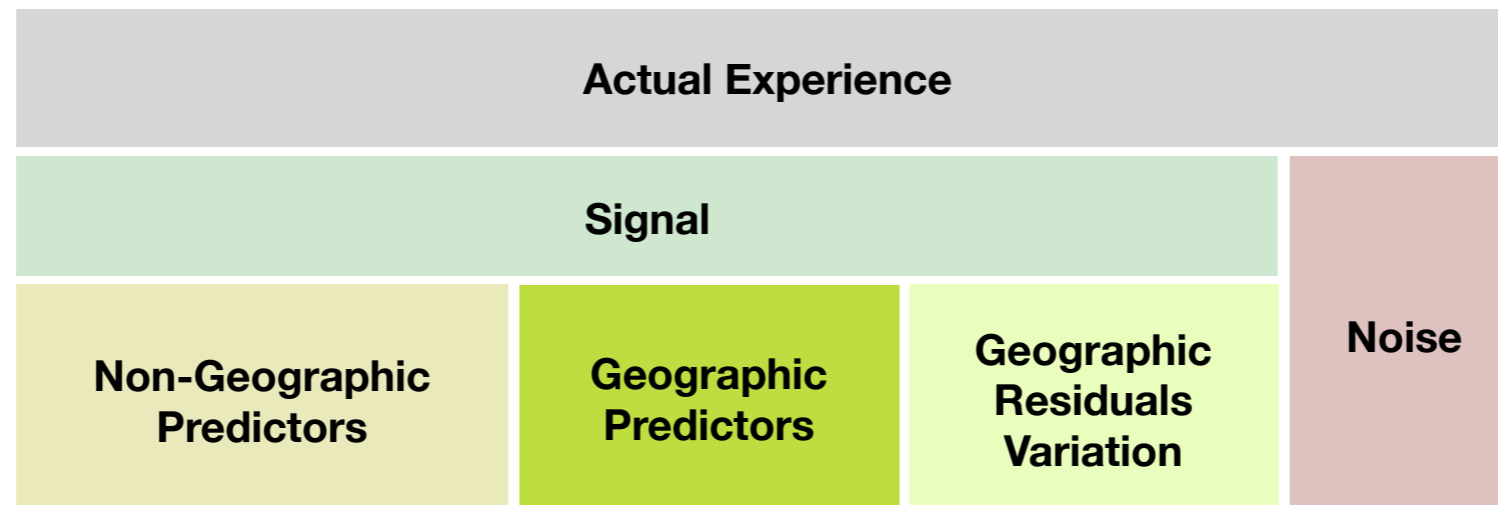 Actual Experience
Signal
Non-Geographic
Predictors
Geographic
Predictors
Geographic
Residuals
Variation
Noise